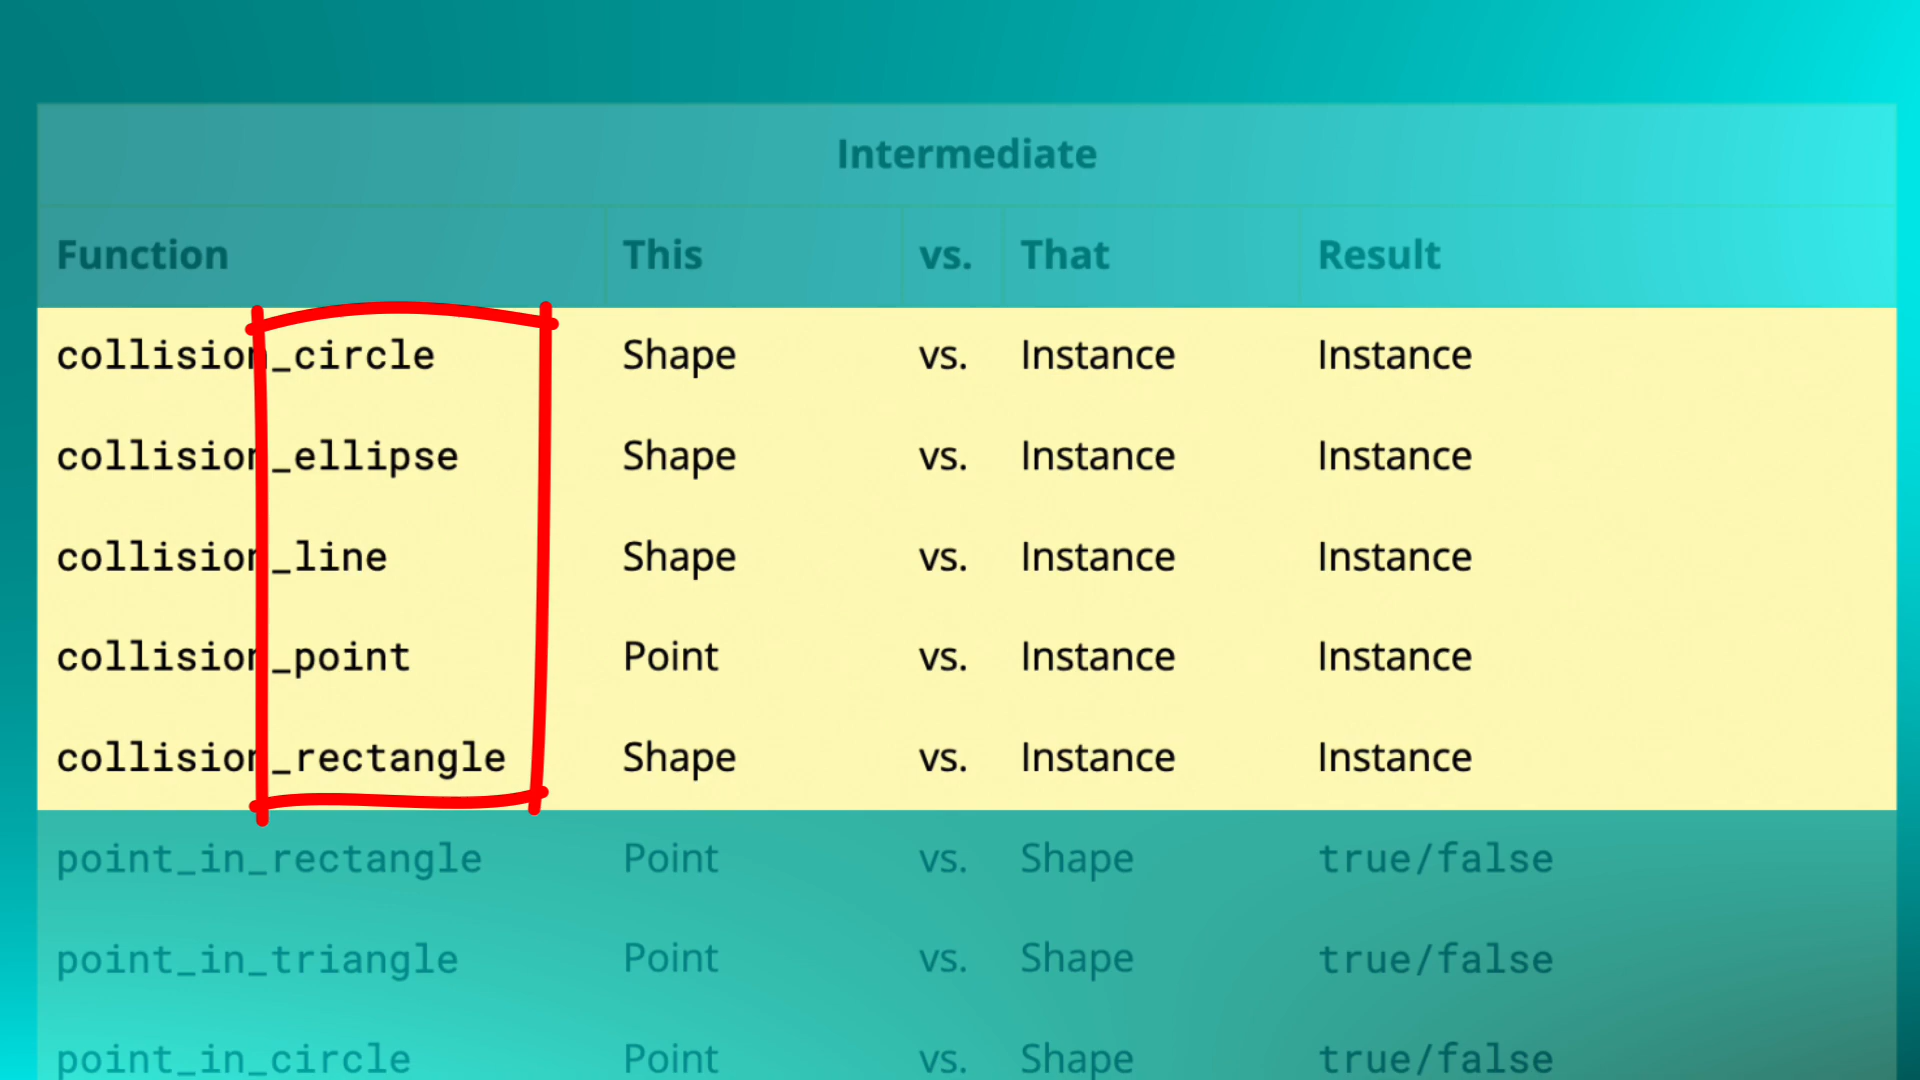 Intermediate
Function This vs. That Result
collision_circle Shape vs. Instance Instance
collision_ellipse Shape vs. Instance Instance
collision_line Shape vs. Instance Instance
collision_point Point vs. Instance Instance
collision_rectangle Shape vs. Instance Instance
point_in_rectangle Point vs. Shape true/false
point_in_triangle Point vs. Shape true/false
point_in_circle Point vs. Shape true/false